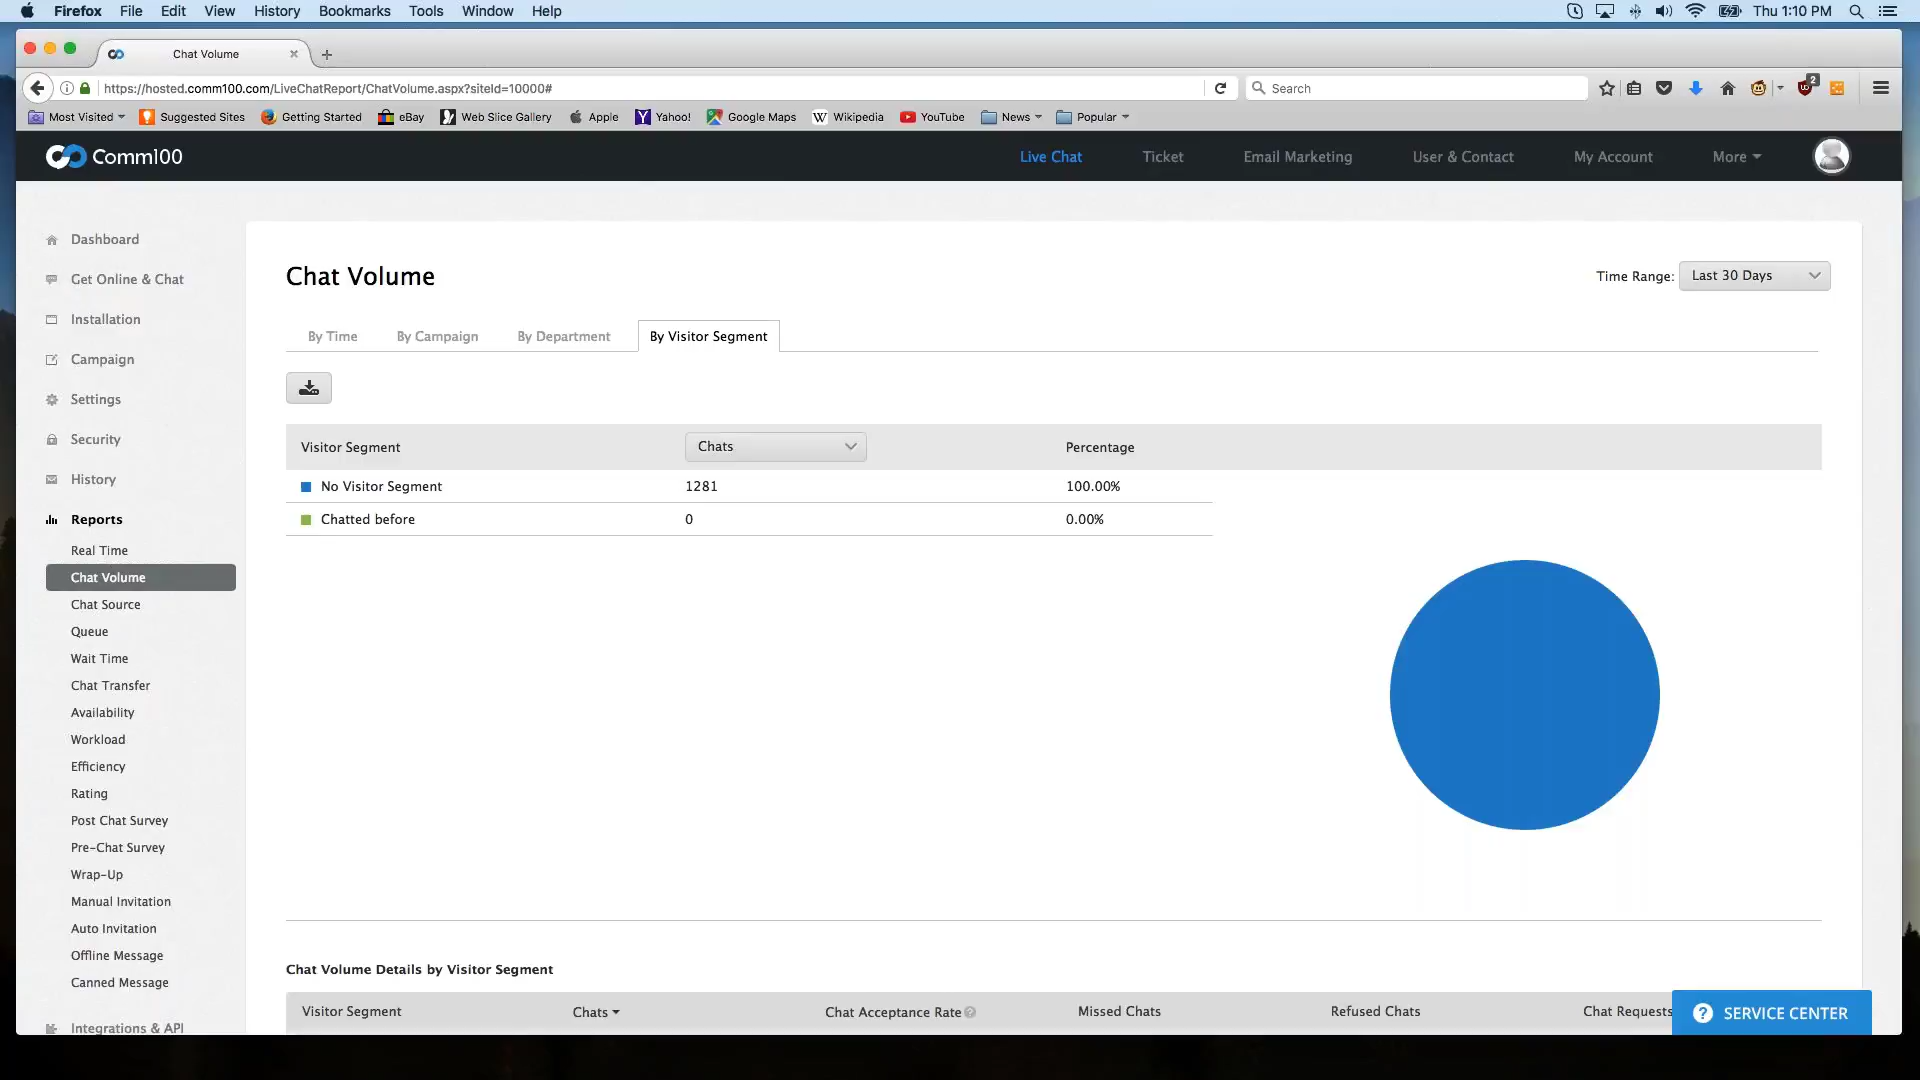 Firefox File Edit View History Bookmarks Tools Window Help Thu 1:10 PM
Chat Volume
https://hosted.comm100.com/LiveChatReport/ChatVolume.aspx?siteId=10000# Search 2
Most Visited Suggested Sites Getting Started eBay Web Slice Gallery Apple Yahoo! Google Maps Wikipedia YouTube News Popular
Comm100 Live Chat Ticket Email Marketing User & Contact My Account More
Dashboard
Get Online & Chat
Installation
Campaign
Settings
Security
History
Reports
Real Time
Chat Volume
Chat Source
Queue
Wait Time
Chat Transfer
Availability
Workload
Efficiency
Rating
Post Chat Survey
Pre-Chat Survey
Wrap-Up
Manual Invitation
Auto Invitation
Offline Message
Canned Message
Integrations & API
Chat Volume Time Range: Last 30 Days
By Time By Campaign By Department By Visitor Segment
Visitor Segment Chats Percentage
No Visitor Segment 1281 100.00%
Chatted before 0 0.00%
Chat Volume Details by Visitor Segment
Visitor Segment Chats Chat Acceptance Rate ? Missed Chats Refused Chats Chat Requests
? SERVICE CENTER